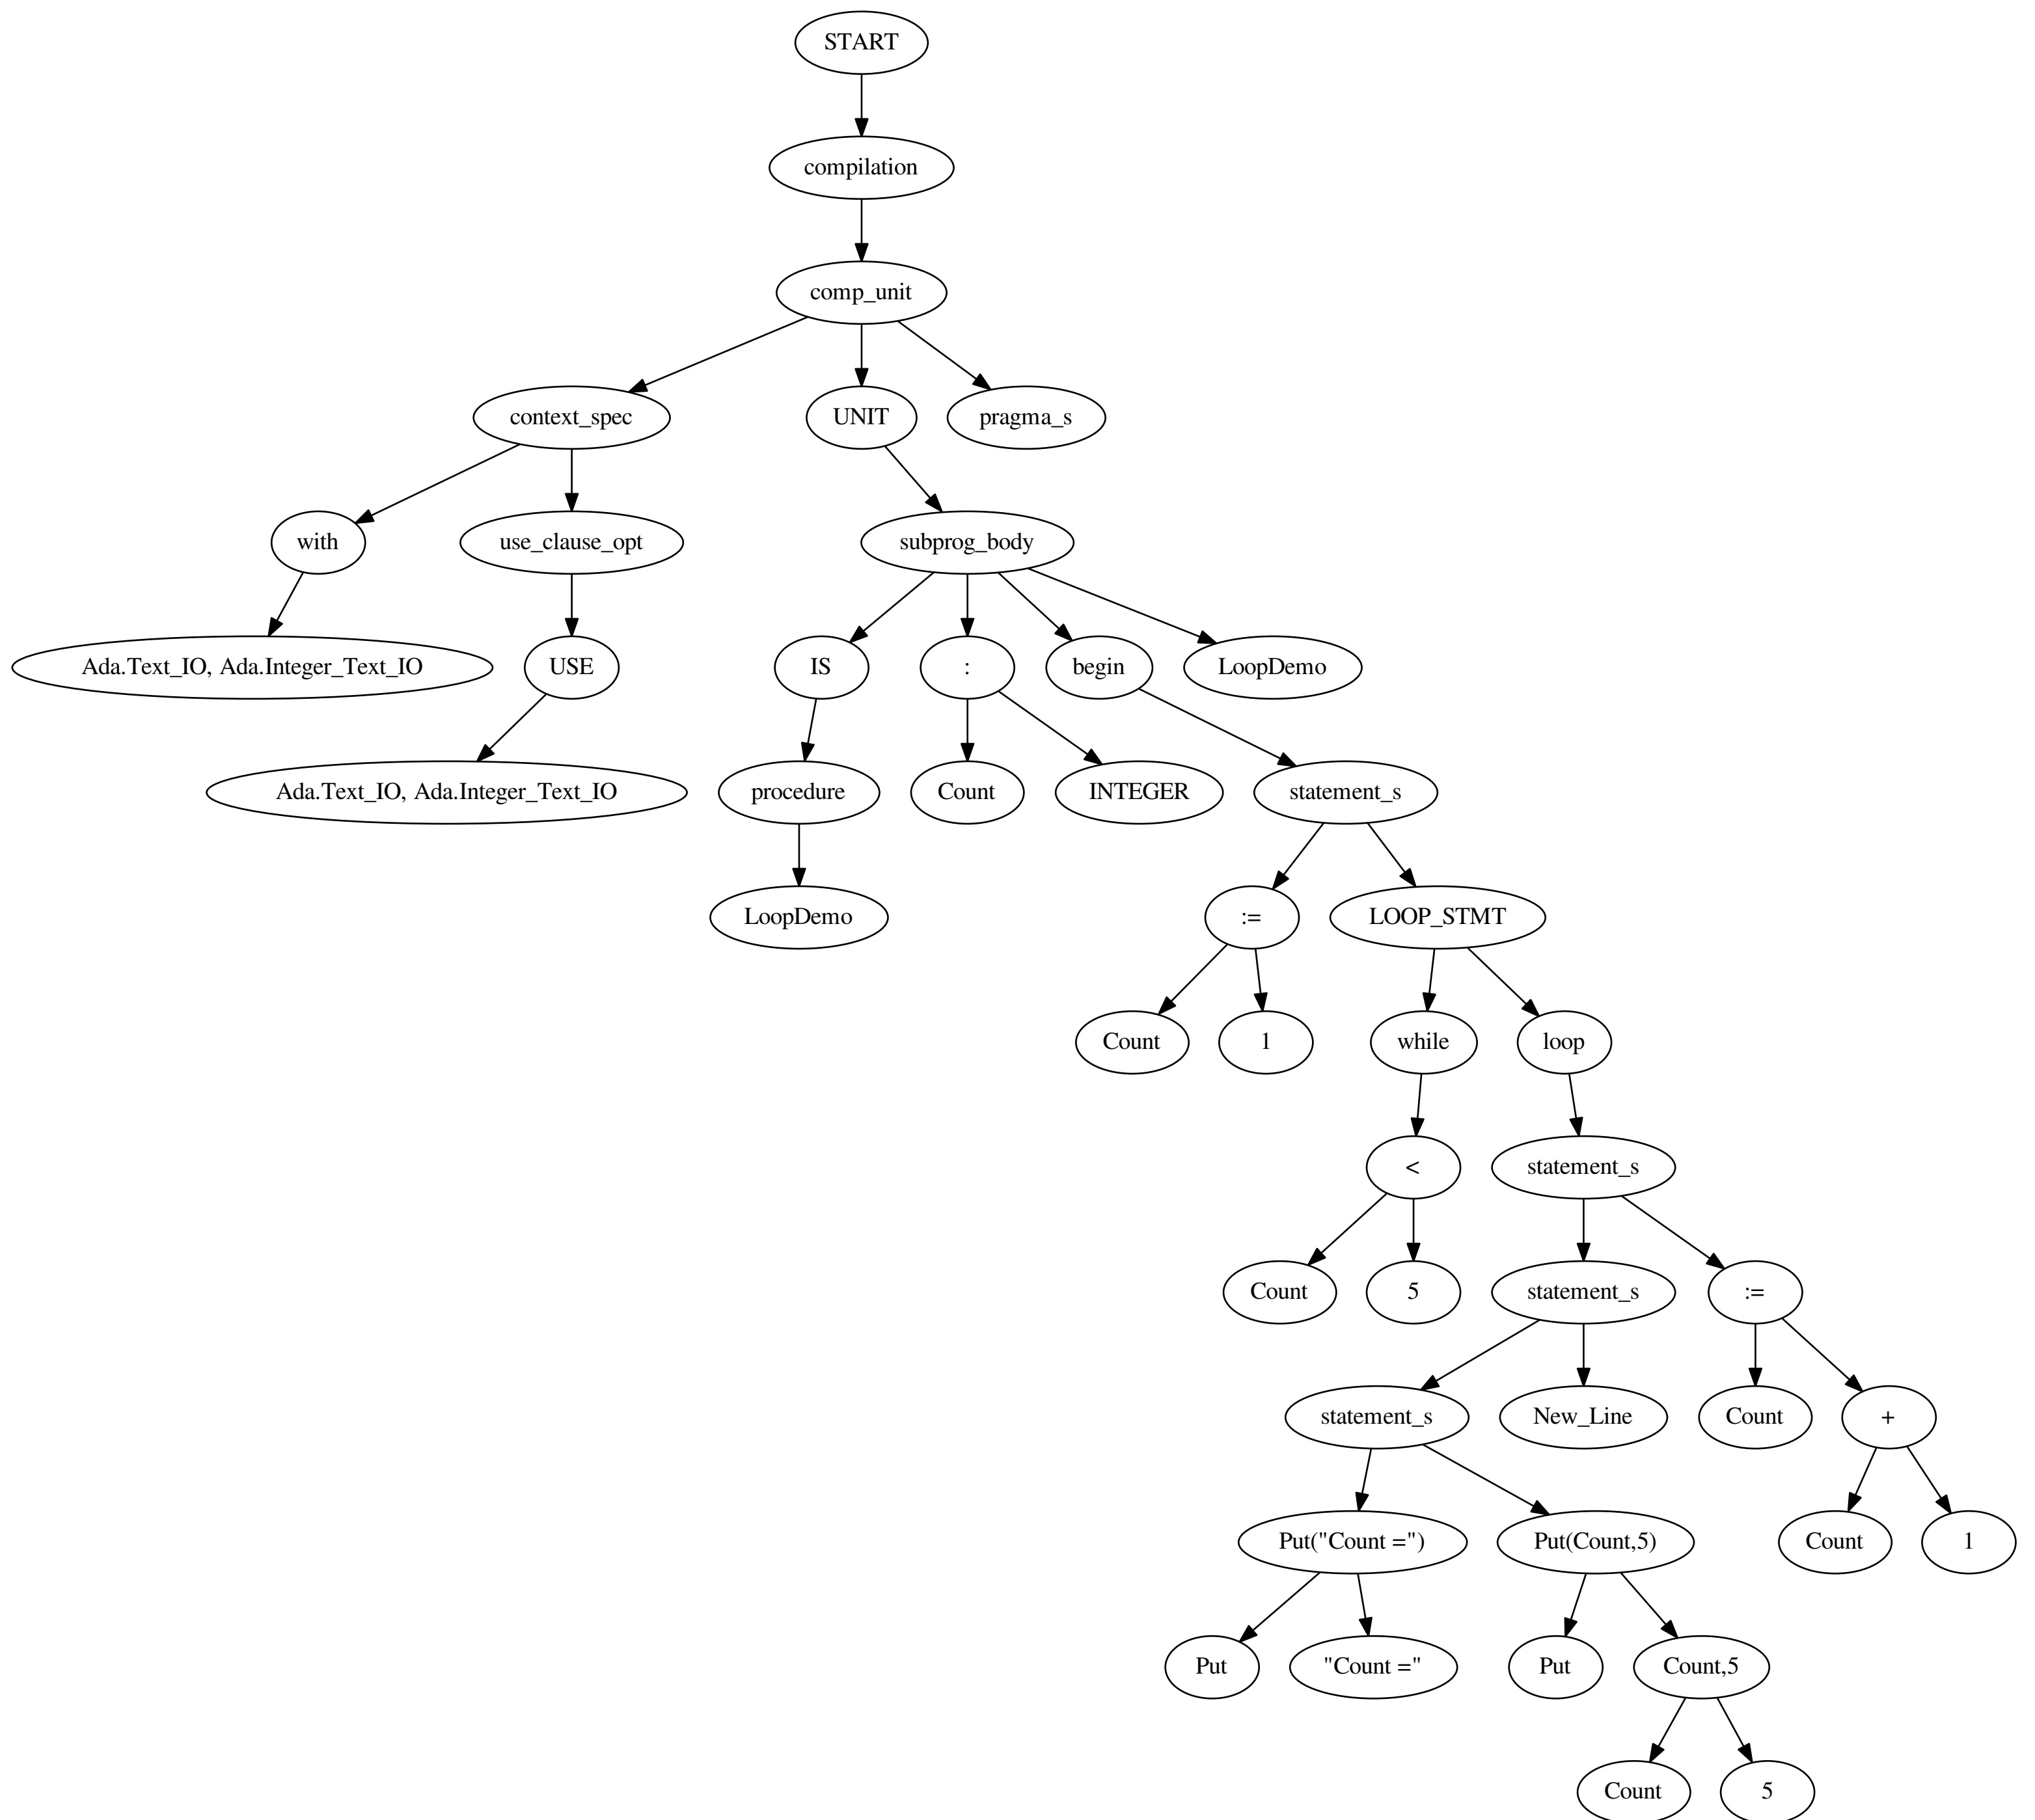 START
compilation
comp_unit
context_spec
UNIT
pragma_s
with
use_clause_opt
subprog_body
Ada.Text_IO, Ada.Integer_Text_IO
USE
IS
:
begin
LoopDemo
Ada.Text_IO, Ada.Integer_Text_IO
procedure
Count
INTEGER
statement_s
LoopDemo
:=
LOOP_STMT
Count
1
while
loop
<
statement_s
Count
5
statement_s
:=
statement_s
New_Line
Count
+
Put("Count =")
Put(Count,5)
Count
1
Put
"Count ="
Put
Count,5
Count
5